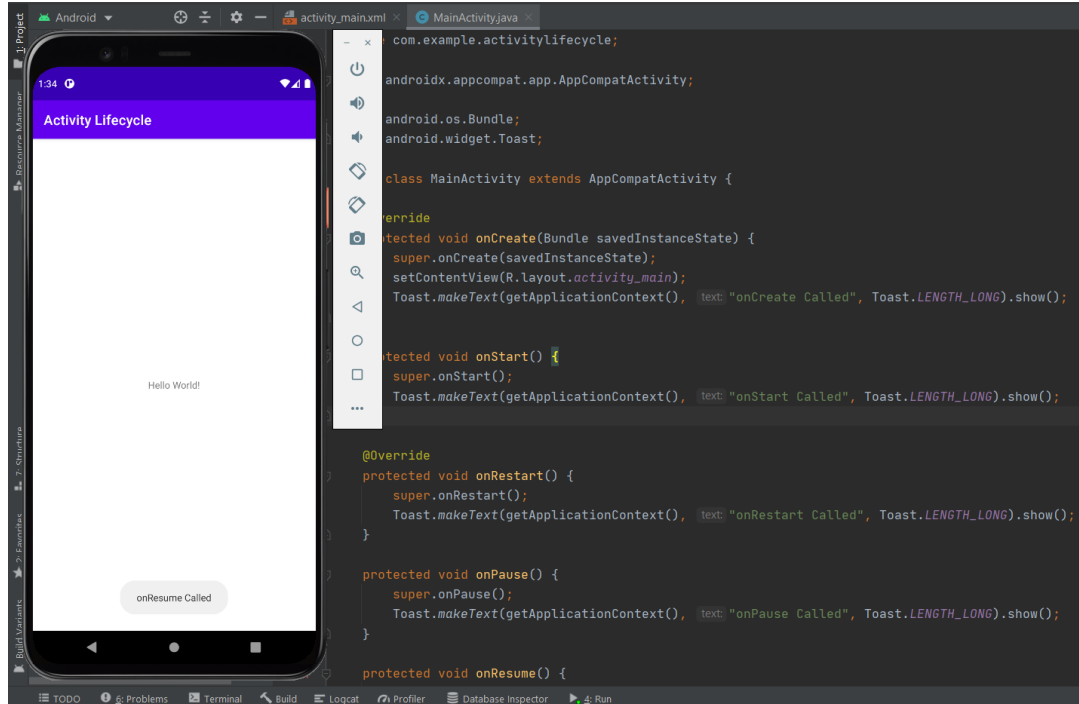 Android
activity_main.xml
MainActivity.java
1: Project
Resource Manager
7: Structure
2: Favorites
Build Variants
1:34
Activity Lifecycle
Hello World!
onResume Called
com.example.activitylifecycle;
androidx.appcompat.app.AppCompatActivity;
android.os.Bundle;
android.widget.Toast;
class MainActivity extends AppCompatActivity {
erride
tected void onCreate(Bundle savedInstanceState) {
super.onCreate(savedInstanceState);
setContentView(R.layout.activity_main);
Toast.makeText(getApplicationContext(), text: "onCreate Called", Toast.LENGTH_LONG).show();
tected void onStart() {
super.onStart();
Toast.makeText(getApplicationContext(), text: "onStart Called", Toast.LENGTH_LONG).show();
@Override
protected void onRestart() {
super.onRestart();
Toast.makeText(getApplicationContext(), text: "onRestart Called", Toast.LENGTH_LONG).show();
}
protected void onPause() {
super.onPause();
Toast.makeText(getApplicationContext(), text: "onPause Called", Toast.LENGTH_LONG).show();
}
protected void onResume() {
TODO 6: Problems Terminal Build Logcat Profiler Database Inspector 4: Run